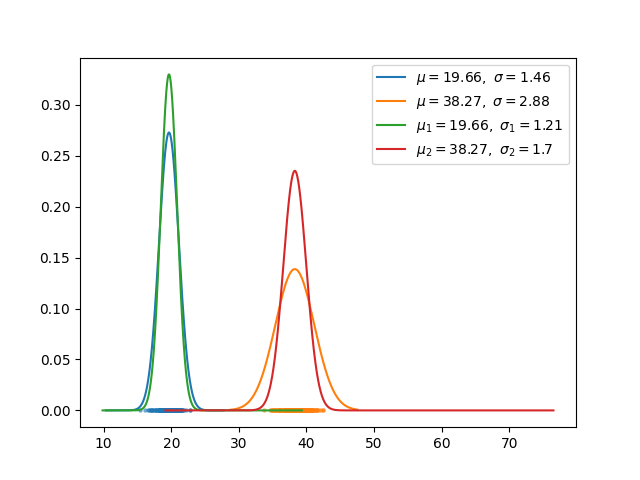 μ = 19.66, σ = 1.46
μ = 38.27, σ = 2.88
μ₁ = 19.66, σ₁ = 1.21
μ₂ = 38.27, σ₂ = 1.7
0.30
0.25
0.20
0.15
0.10
0.05
0.00
10 20 30 40 50 60 70